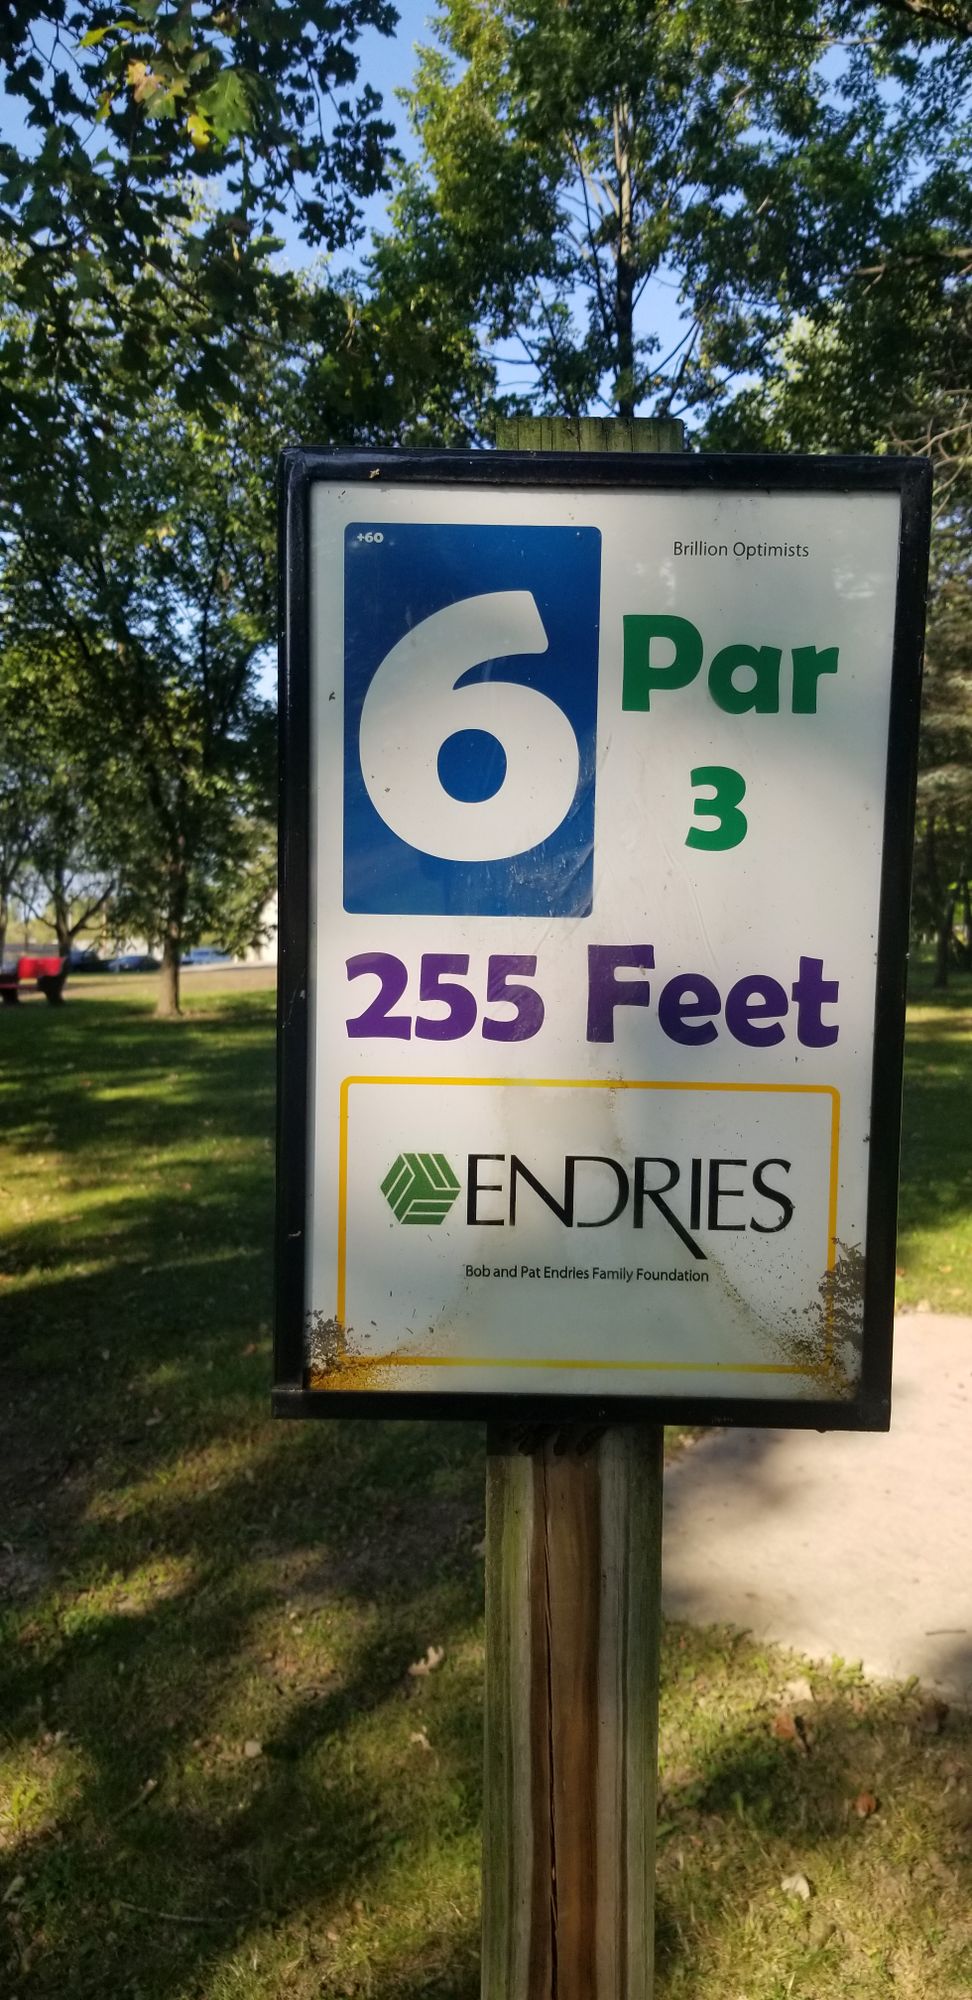 +60
6
Brillion Optimists
Par
3
255 Feet
ENDRIES
Bob and Pat Endries Family Foundation